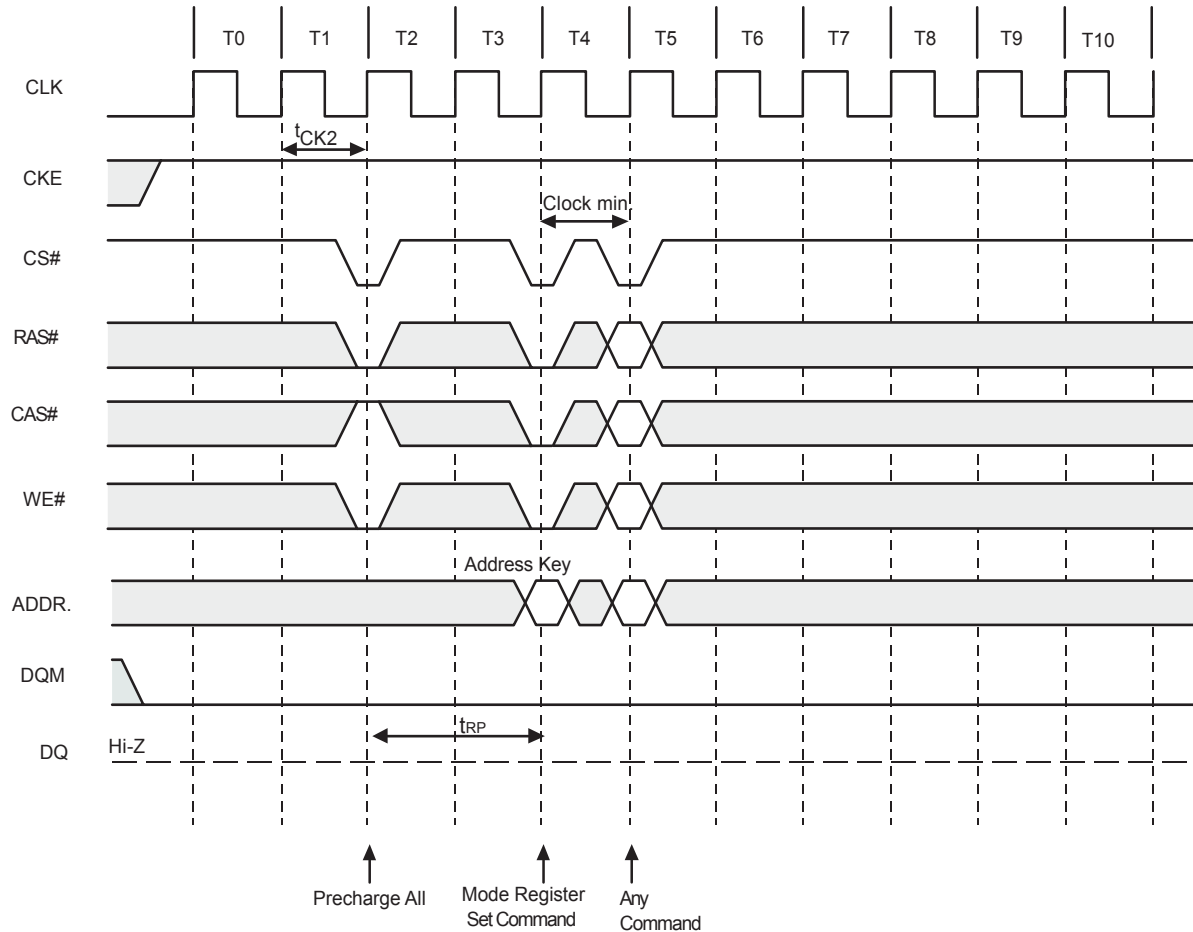 T0 T1 T2 T3 T4 T5 T6 T7 T8 T9 T10
CLK
tCK2
CKE
Clock min.
CS#
RAS#
CAS#
WE#
Address Key
ADDR.
DQM
tRP
DQ Hi-Z
Precharge All
Mode Register
Set Command
Any
Command